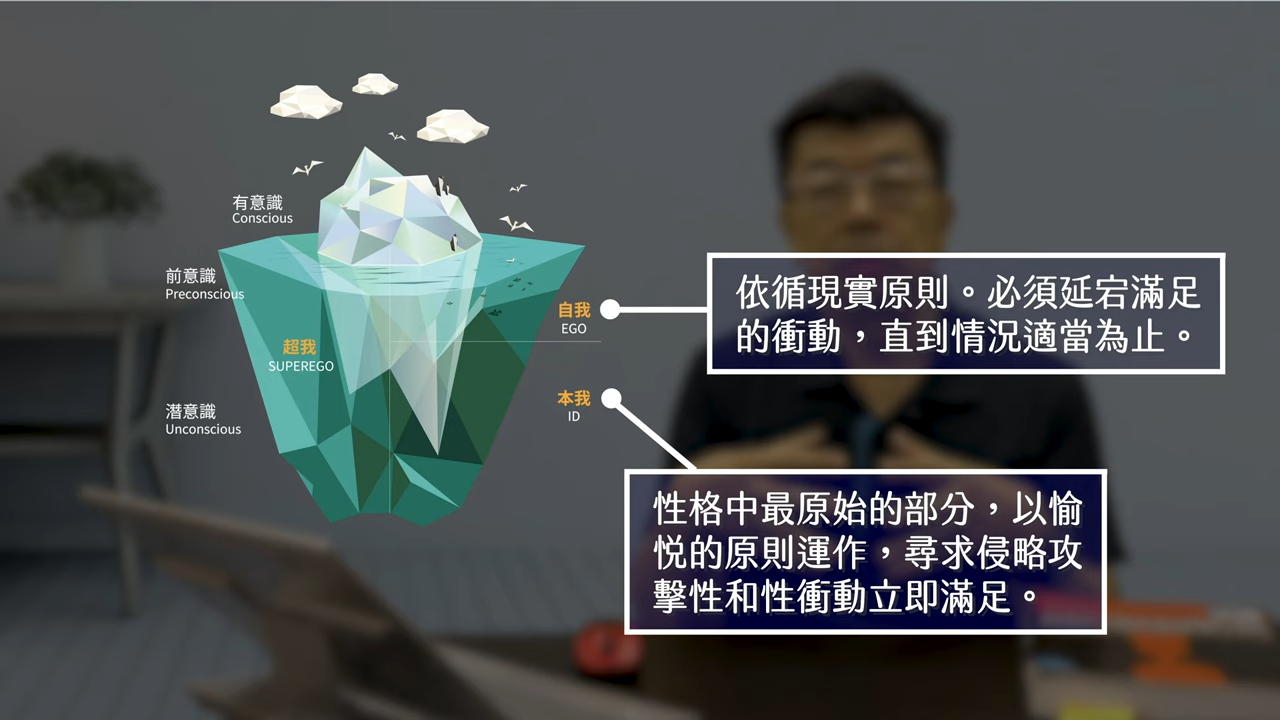 有意識
Conscious
前意識
Preconscious
超我
SUPEREGO
潛意識
Unconscious
自我
EGO
依循現實原則。必須延宕滿足
的衝動，直到情況適當為止。
本我
ID
性格中最原始的部分，以愉
悅的原則運作，尋求侵略攻
擊性和性衝動立即滿足。